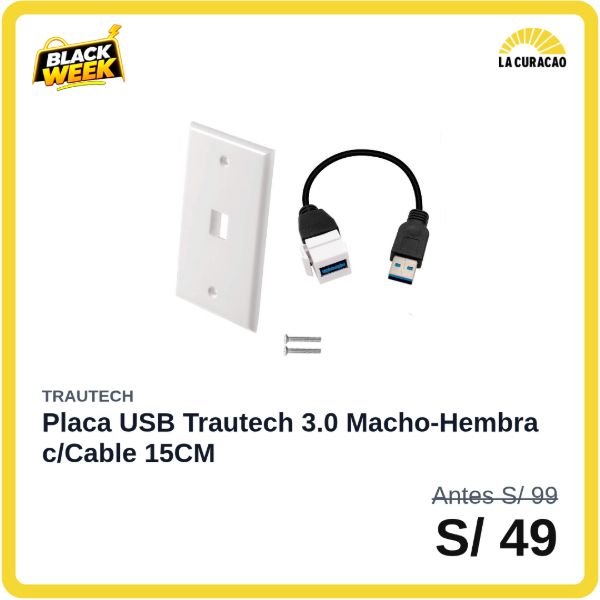 BLACK
WEEK
LA CURACAO
TRAUTECH
Placa USB Trautech 3.0 Macho-Hembra
c/Cable 15CM
Antes S/ 99
S/ 49